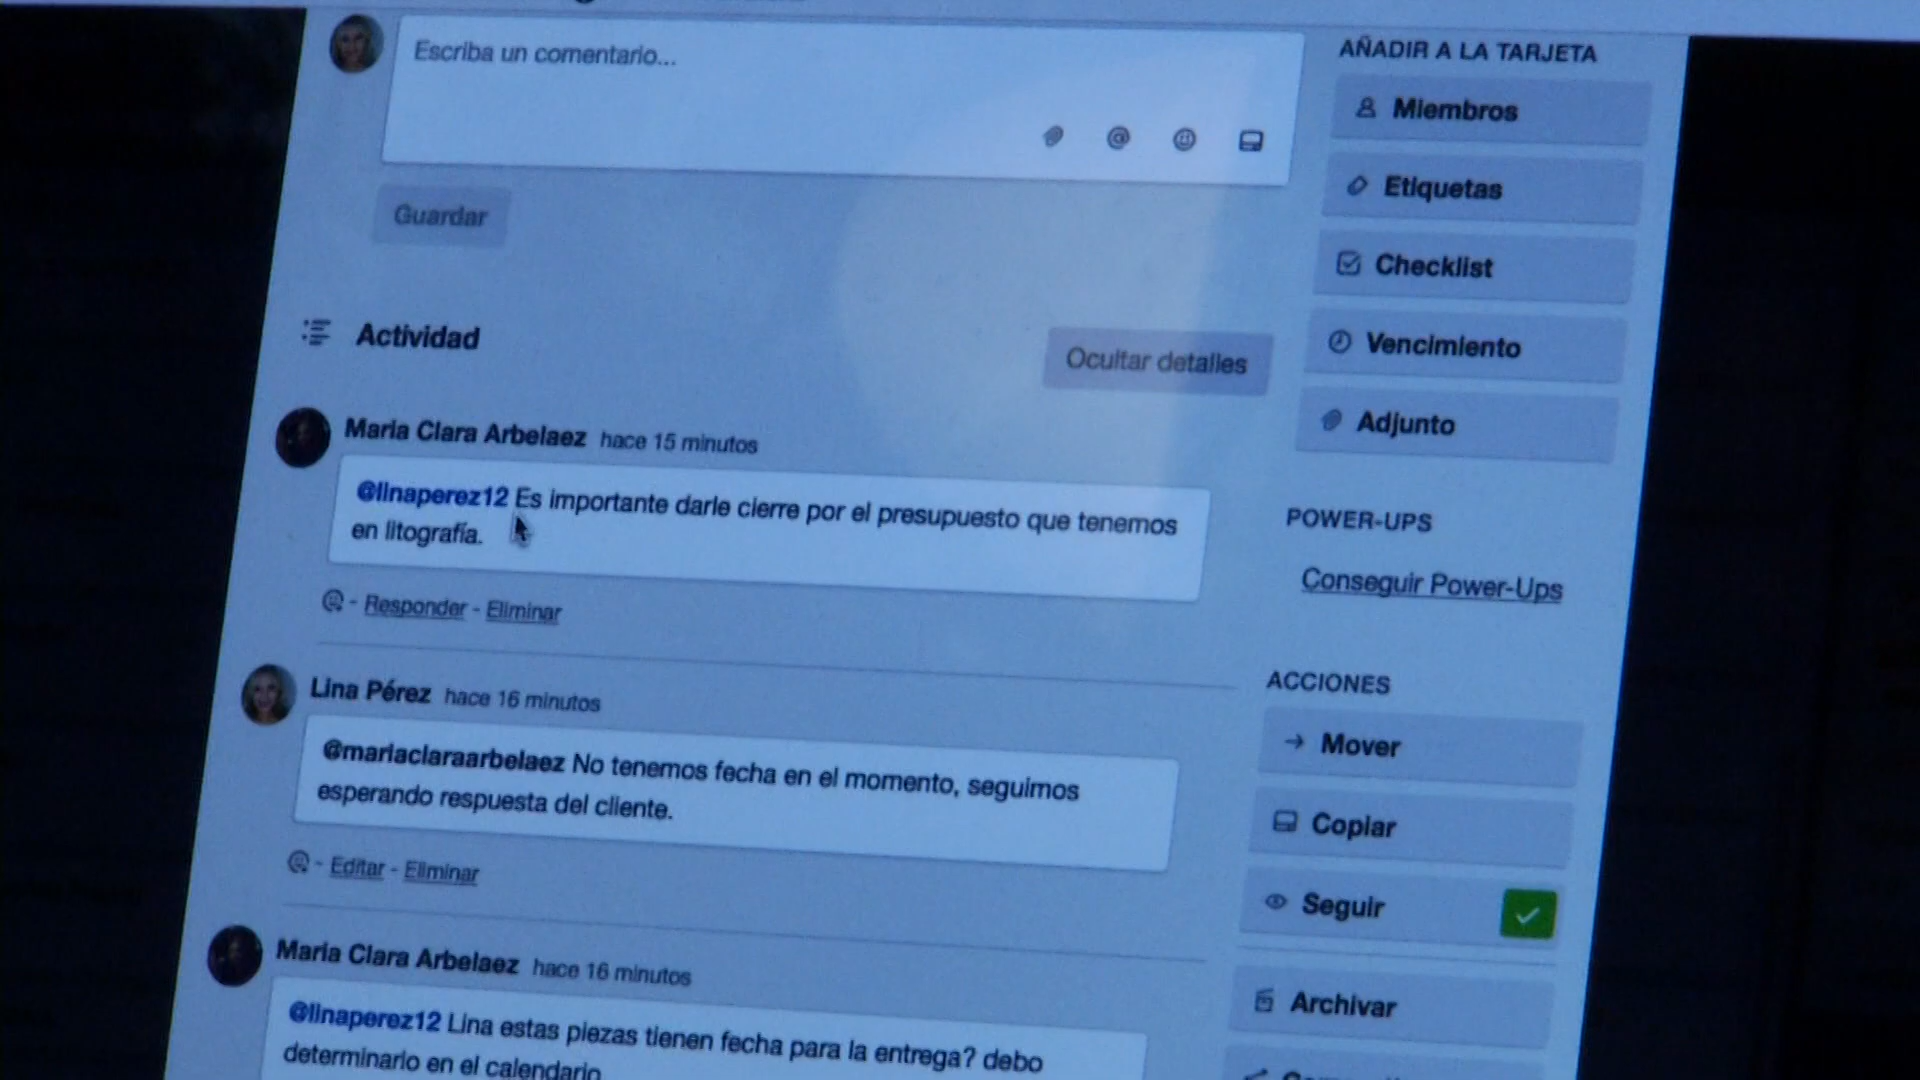 Escriba un comentario...
Guardar
Actividad
Ocultar detalles
Maria Clara Arbelaez hace 15 minutos
@linaperez12 Es importante darle cierre por el presupuesto que tenemos
en litografía.
- Responder - Eliminar
Lina Pérez hace 16 minutos
@mariaclaraarbelaez No tenemos fecha en el momento, seguimos
esperando respuesta del cliente.
- Editar - Eliminar
Maria Clara Arbelaez hace 16 minutos
@linaperez12 Lina estas piezas tienen fecha para la entrega? debo
determinarlo en el calendario
AÑADIR A LA TARJETA
Miembros
Etiquetas
Checklist
Vencimiento
Adjunto
POWER-UPS
Conseguir Power-Ups
ACCIONES
Mover
Copiar
Seguir
Archivar